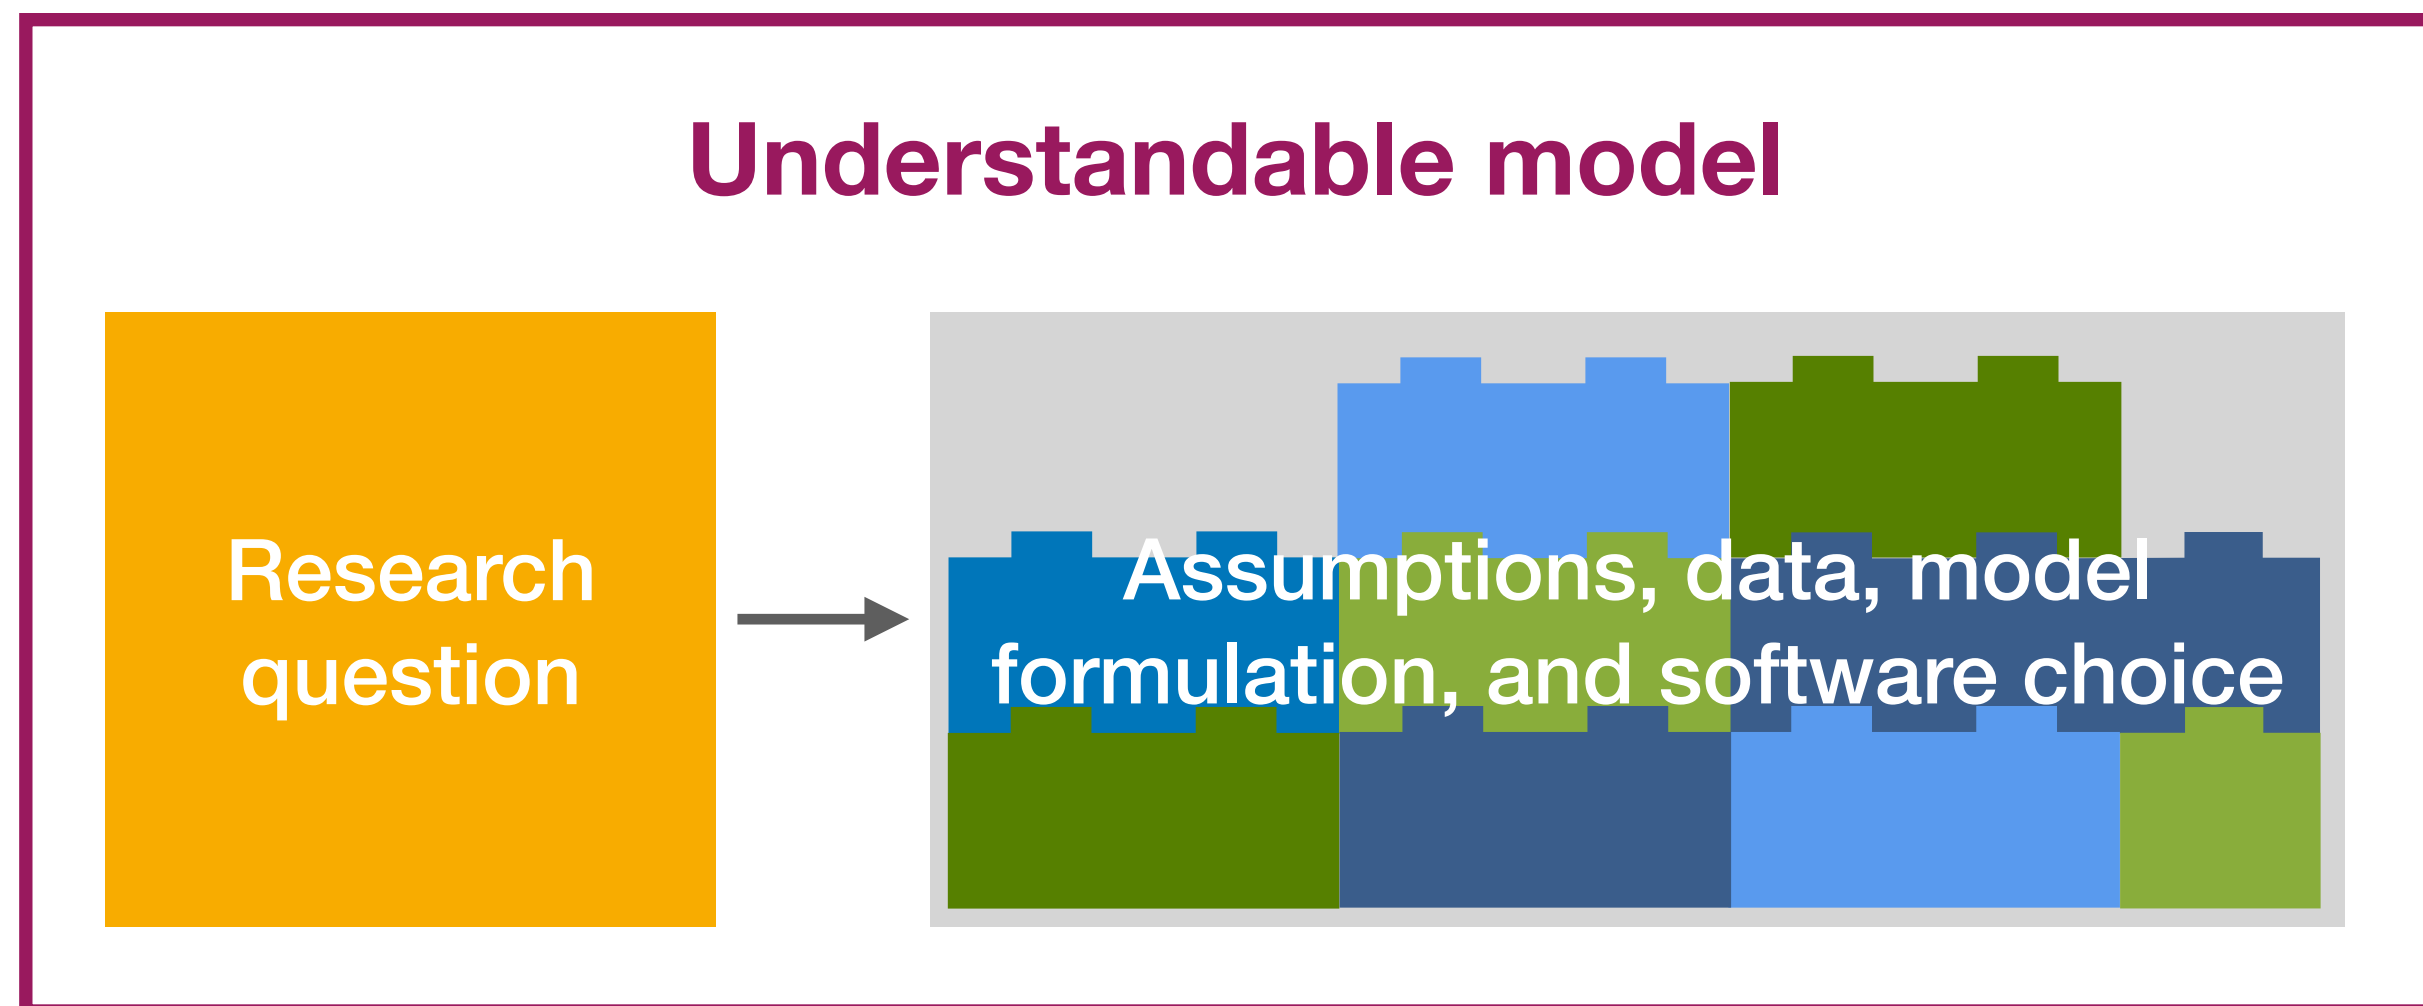 Understandable model
Research
question
Assumptions, data, model
formulation, and software choice